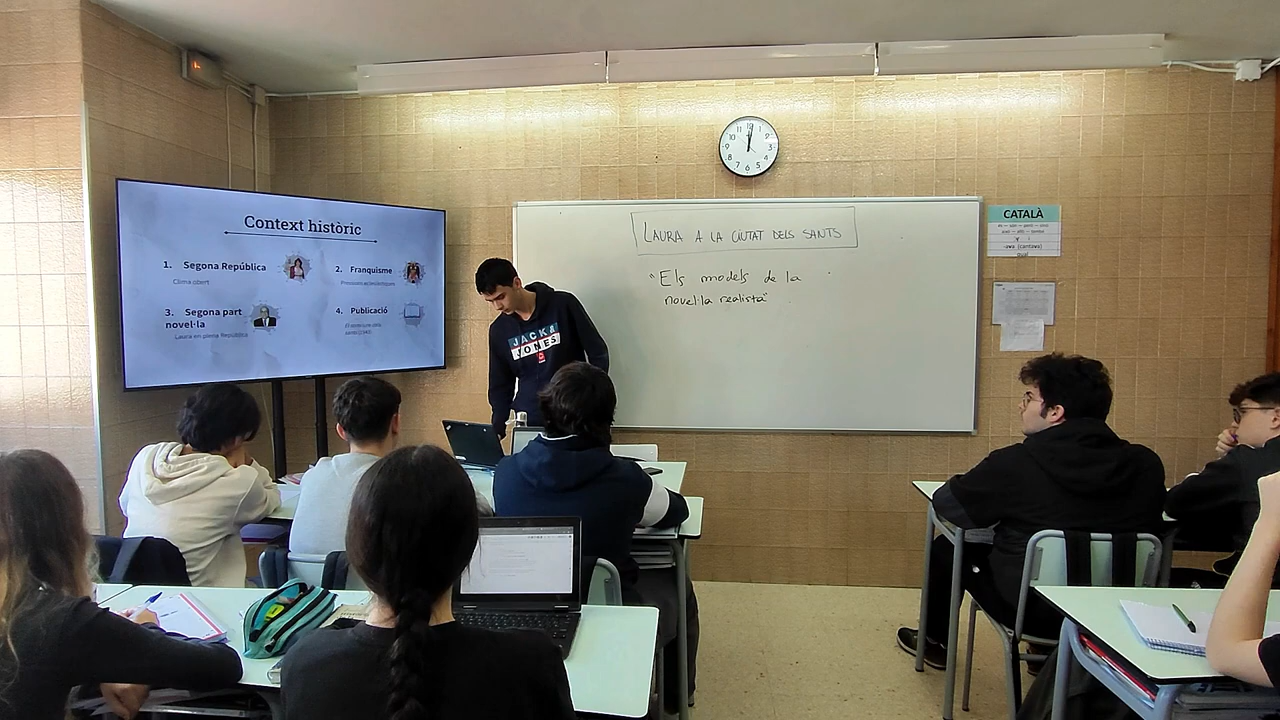 Context històric
1. Segona República
Clima obert
2. Franquisme
3. Segona part
novel·la
Laura en plena República
4. Publicació
LAURA A LA CIUTAT DELS SANTS
"Els models de la
novel·la realista"
JACK &
JONES
CATALÀ